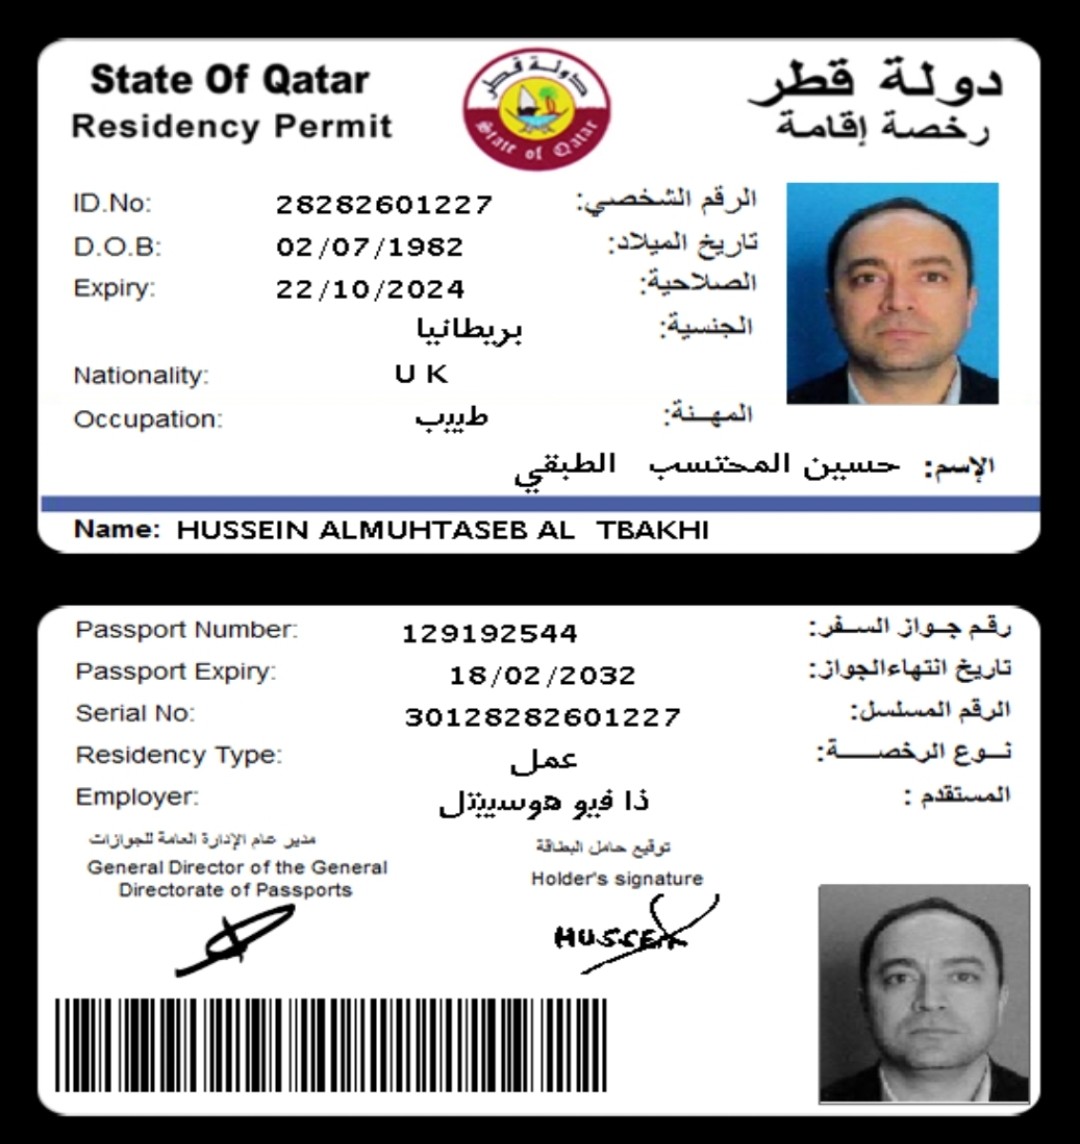 State Of Qatar
دولة قطر
Residency Permit
رخصة إقامة
دولة قطر
State of Qatar
ID.No: 28282601227 الرقم الشخصي:
D.O.B: 02/07/1982 تاريخ الميلاد:
Expiry: 22/10/2024 الصلاحية:
بريطانيا الجنسية:
Nationality: U K
Occupation: طبيب المهـنة:
الإسم: حسين المحتسب الطبقي
Name: HUSSEIN ALMUHTASEB AL TBAKHI
Passport Number: 129192544 رقـم جـواز السـفر:
Passport Expiry: 18/02/2032 تاريخ انتهاءالجواز:
Serial No: 30128282601227 الرقم المسلسل:
Residency Type: عمل نــوع الرخصــــة:
Employer: ذا فيو هوسبيتل المستقدم :
مدير عام الإدارة العامة للجوازات
General Director of the General
Directorate of Passports
توقيع حامل البطاقة
Holder's signature
HUSSEIN